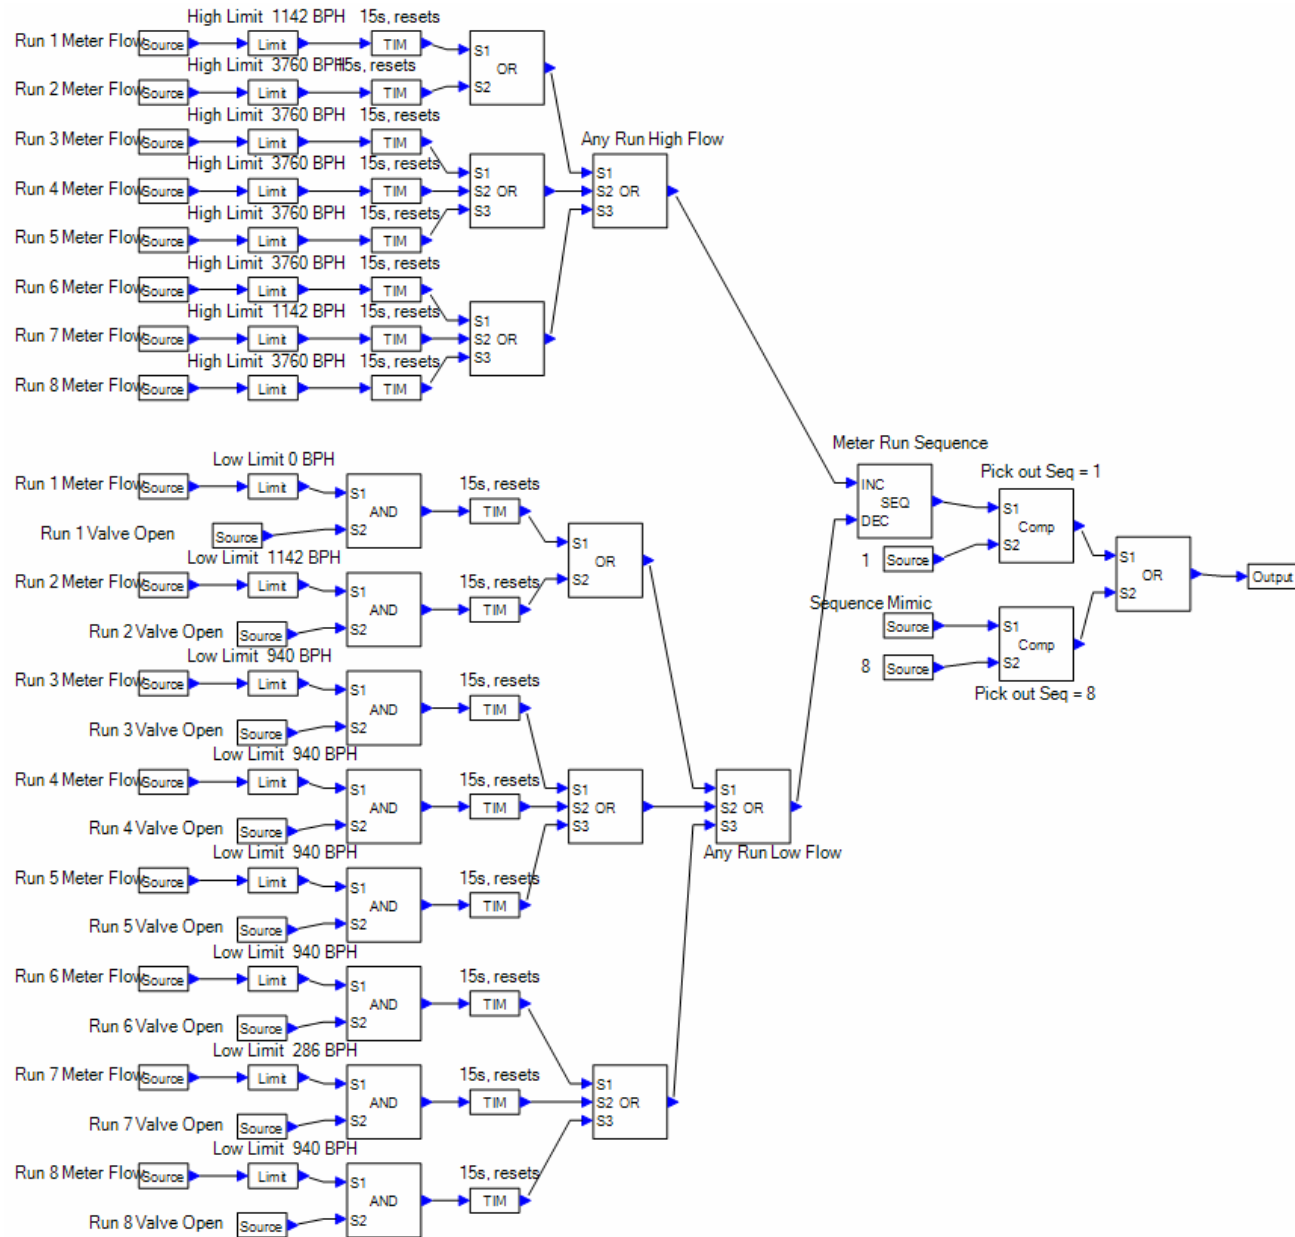 High Limit 1142 BPH 15s, resets
Run 1 Meter Flow Source Limit TIM S1
High Limit 3760 BPH 15s, resets OR
Run 2 Meter Flow Source Limit TIM S2
High Limit 3760 BPH 15s, resets
Run 3 Meter Flow Source Limit TIM Any Run High Flow
High Limit 3760 BPH 15s, resets S1 S1
Run 4 Meter Flow Source Limit TIM S2 OR S2 OR
High Limit 3760 BPH 15s, resets S3 S3
Run 5 Meter Flow Source Limit TIM
High Limit 3760 BPH 15s, resets
Run 6 Meter Flow Source Limit TIM
High Limit 1142 BPH 15s, resets S1
Run 7 Meter Flow Source Limit TIM S2 OR
High Limit 3760 BPH 15s, resets S3
Run 8 Meter Flow Source Limit TIM
Meter Run Sequence
Low Limit 0 BPH Pick out Seq = 1
Run 1 Meter Flow Source Limit S1 15s, resets INC
AND TIM SEQ S1
Run 1 Valve Open Source S2 DEC Comp
S1 S2 S1
Low Limit 1142 BPH OR 1 Source OR
Run 2 Meter Flow Source Limit S1 15s, resets S2 Output
AND TIM S2
Run 2 Valve Open Source S2 Sequence Mimic
Source S1
Low Limit 940 BPH Comp
Run 3 Meter Flow Source Limit S1 15s, resets 8 Source S2
AND TIM Pick out Seq = 8
Run 3 Valve Open Source S2
Low Limit 940 BPH
Run 4 Meter Flow Source Limit S1 15s, resets S1 S1
AND TIM S2 OR S2 OR
Run 4 Valve Open Source S2 S3 S3
Low Limit 940 BPH Any Run Low Flow
Run 5 Meter Flow Source Limit S1 15s, resets
AND TIM
Run 5 Valve Open Source S2
Low Limit 940 BPH
Run 6 Meter Flow Source Limit S1 15s, resets
AND TIM
Run 6 Valve Open Source S2
Low Limit 286 BPH
Run 7 Meter Flow Source Limit S1 15s, resets S1
AND TIM S2 OR
Run 7 Valve Open Source S2 S3
Low Limit 940 BPH
Run 8 Meter Flow Source Limit S1 15s, resets
AND TIM
Run 8 Valve Open Source S2